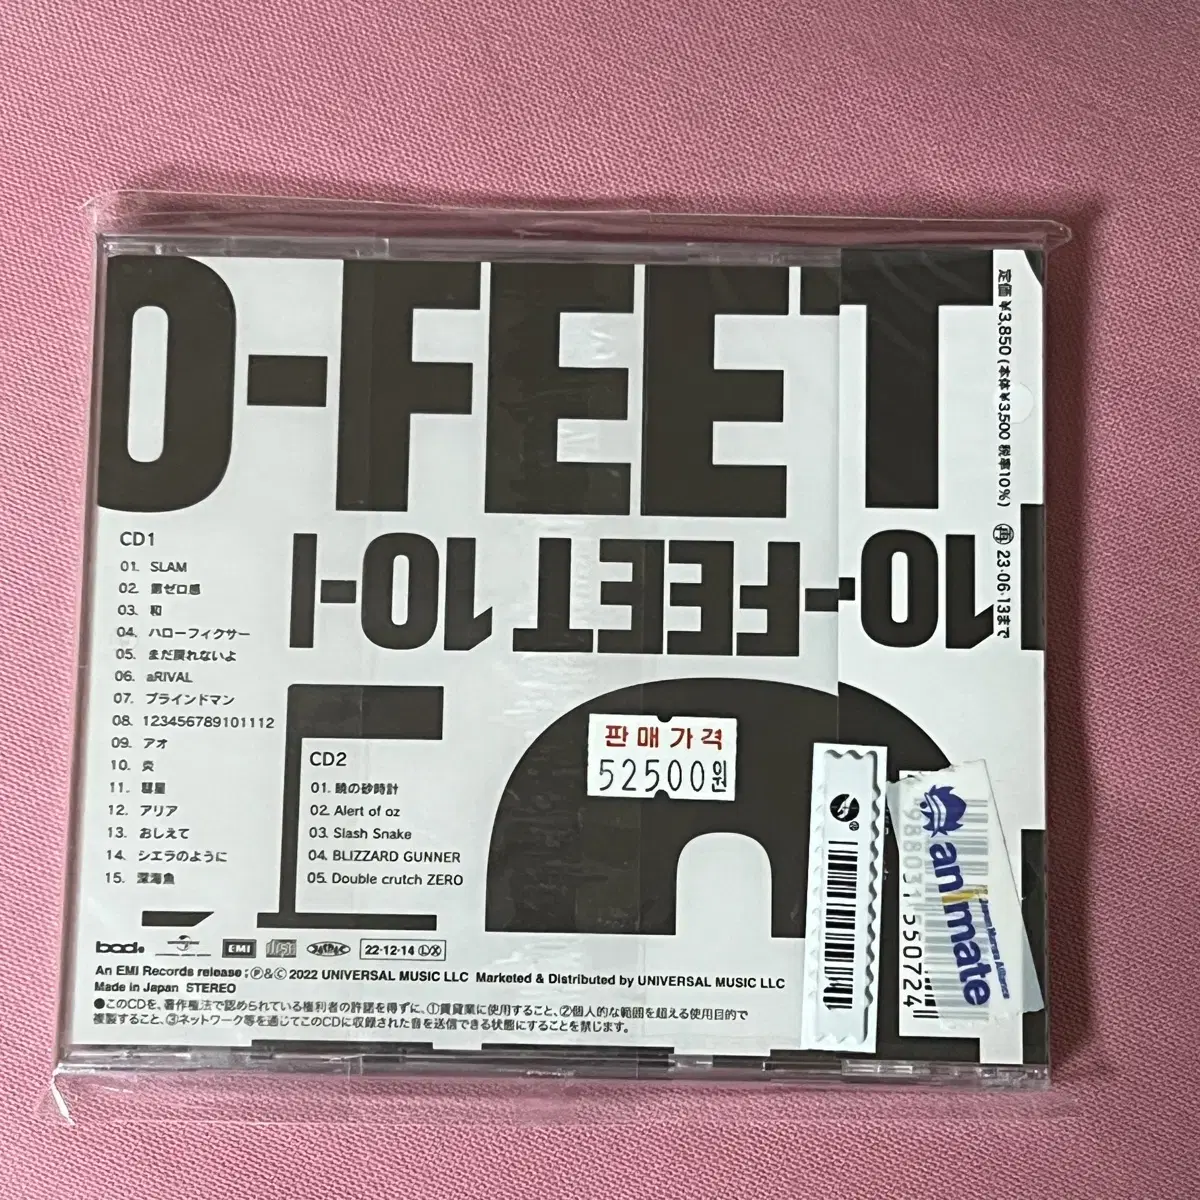 0-FEET
10-FEET 10-
定価¥3,850(本体¥3,500 税率10%) 再 23・06・13まで
CD1
01. SLAM
02. 第ゼロ感
03. 和
04. ハローフィクサー
05. まだ戻れないよ
06. aRIVAL
07. ブラインドマン
08. 123456789101112
09. アオ
10. 炎
11. 彗星
12. アリア
13. おしえて
14. シエラのように
15. 深海魚
CD2
01. 暁の砂時計
02. Alert of oz
03. Slash Snake
04. BLIZZARD GUNNER
05. Double crutch ZERO
판매가격
52500원
animate
988031 550724
bad.
EMI
22-12-14 Ⓛ Ⓧ
An EMI Records release ; Ⓟ&Ⓒ 2022 UNIVERSAL MUSIC LLC Marketed & Distributed by UNIVERSAL MUSIC LLC
Made in Japan STEREO
●このCDを、著作権法で認められている権利者の許諾を得ずに、①賃貸業に使用すること、②個人的な範囲を超える使用目的で
複製すること、③ネットワーク等を通じてこのCDに収録された音を送信できる状態にすることを禁じます。